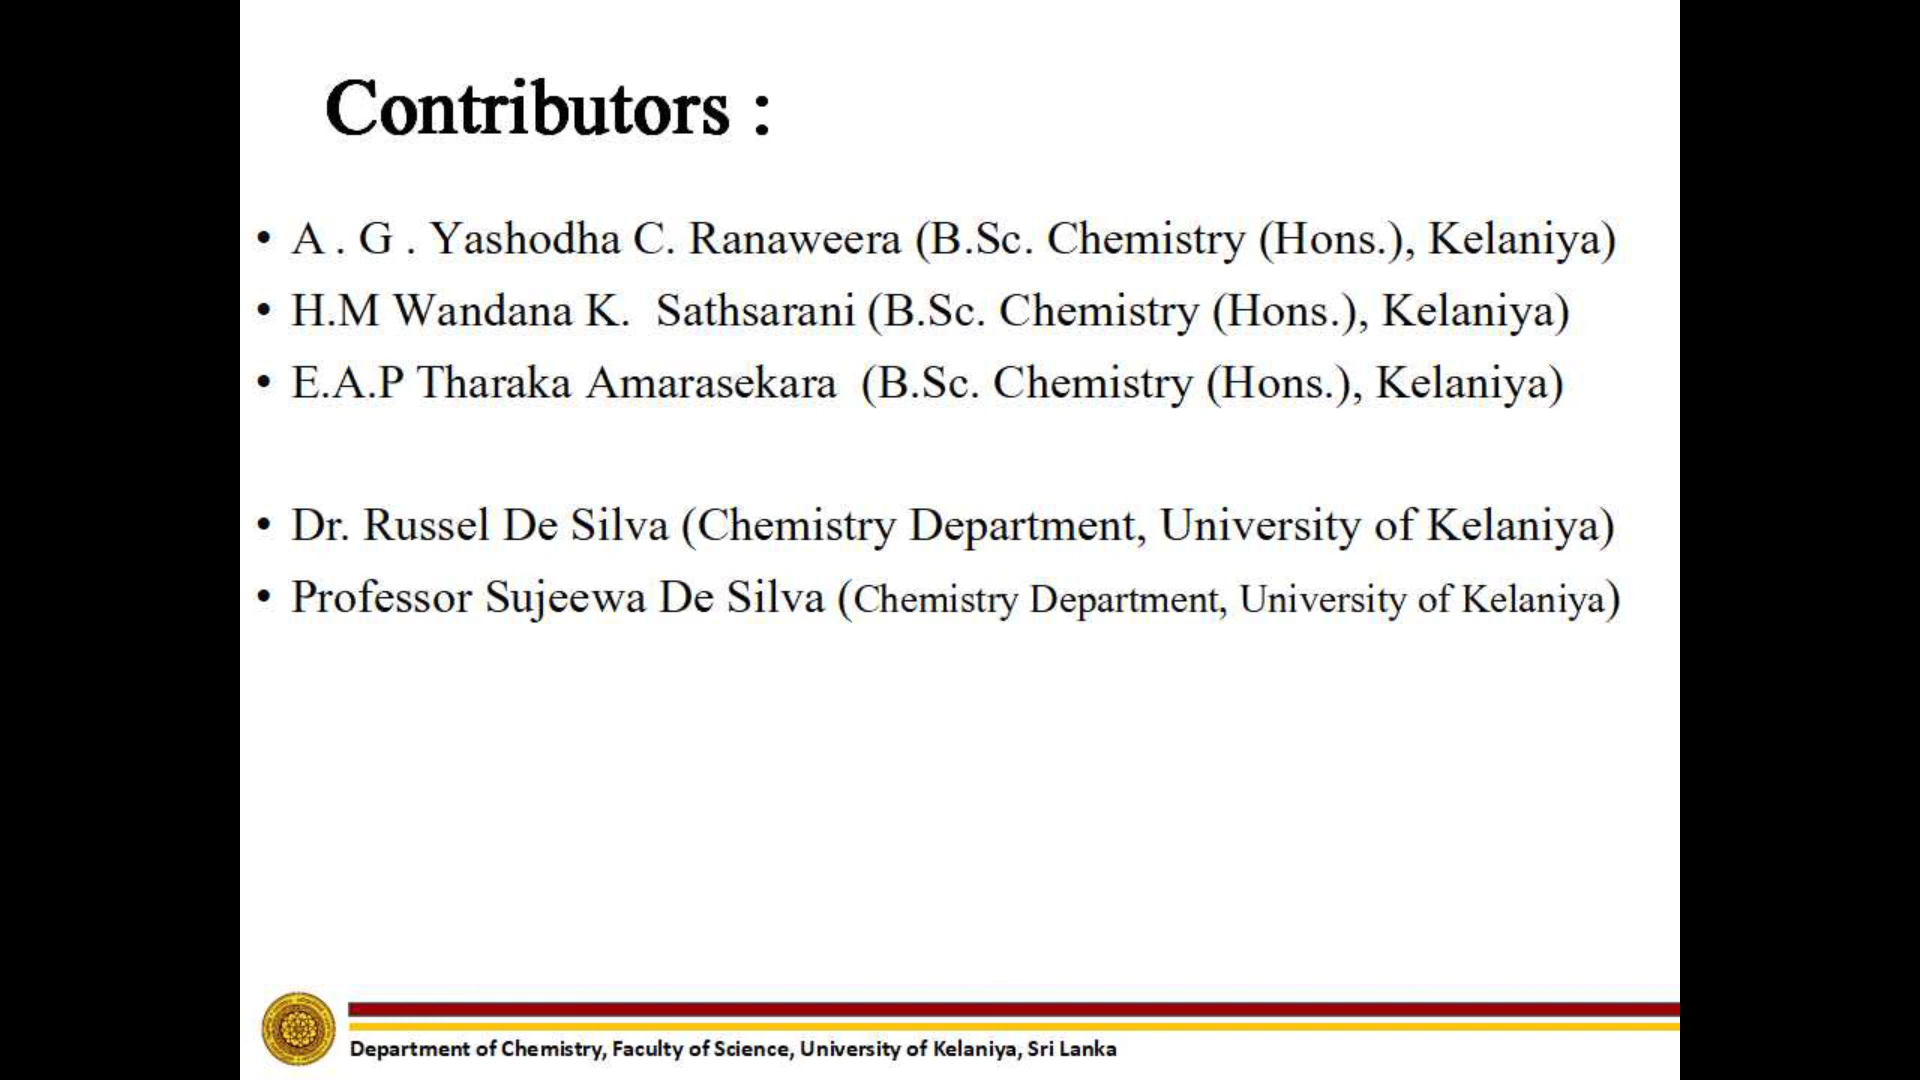 Contributors :
• A . G . Yashodha C. Ranaweera (B.Sc. Chemistry (Hons.), Kelaniya)
• H.M Wandana K.  Sathsarani (B.Sc. Chemistry (Hons.), Kelaniya)
• E.A.P Tharaka Amarasekara  (B.Sc. Chemistry (Hons.), Kelaniya)
• Dr. Russel De Silva (Chemistry Department, University of Kelaniya)
• Professor Sujeewa De Silva (Chemistry Department, University of Kelaniya)
Department of Chemistry, Faculty of Science, University of Kelaniya, Sri Lanka